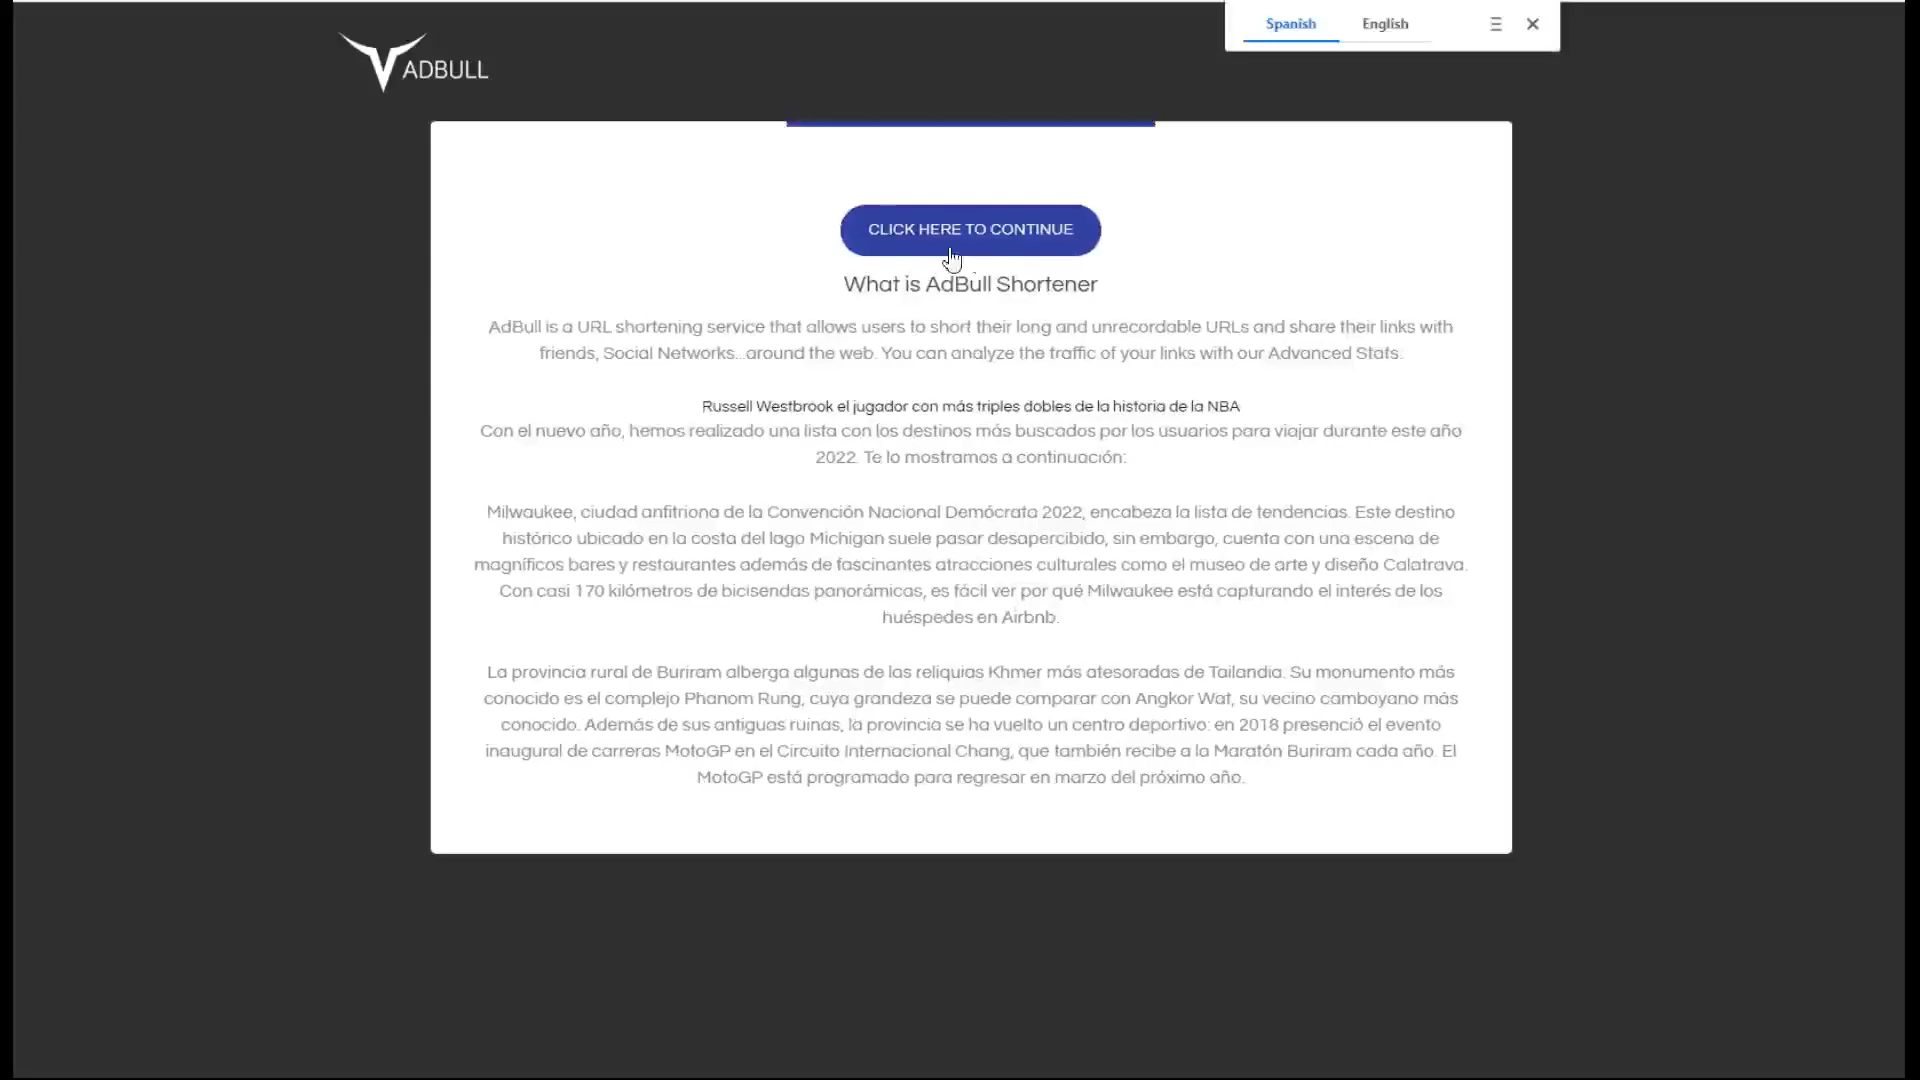 Spanish English
ADBULL
CLICK HERE TO CONTINUE
What is AdBull Shortener
AdBull is a URL shortening service that allows users to short their long and unrecordable URLs and share their links with
friends, Social Networks...around the web. You can analyze the traffic of your links with our Advanced Stats.
Russell Westbrook el jugador con más triples dobles de la historia de la NBA
Con el nuevo año, hemos realizado una lista con los destinos más buscados por los usuarios para viajar durante este año
2022. Te lo mostramos a continuación:
Milwaukee, ciudad anfitriona de la Convención Nacional Demócrata 2022, encabeza la lista de tendencias. Este destino
histórico ubicado en la costa del lago Michigan suele pasar desapercibido, sin embargo, cuenta con una escena de
magníficos bares y restaurantes además de fascinantes atracciones culturales como el museo de arte y diseño Calatrava.
Con casi 170 kilómetros de bicisendas panorámicas, es fácil ver por qué Milwaukee está capturando el interés de los
huéspedes en Airbnb.
La provincia rural de Buriram alberga algunas de las reliquias Khmer más atesoradas de Tailandia. Su monumento más
conocido es el complejo Phanom Rung, cuya grandeza se puede comparar con Angkor Wat, su vecino camboyano más
conocido. Además de sus antiguas ruinas, la provincia se ha vuelto un centro deportivo: en 2018 presenció el evento
inaugural de carreras MotoGP en el Circuito Internacional Chang, que también recibe a la Maratón Buriram cada año. El
MotoGP está programado para regresar en marzo del próximo año.